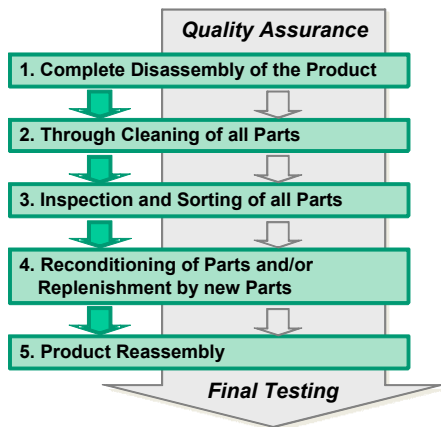 Quality Assurance
1. Complete Disassembly of the Product
2. Through Cleaning of all Parts
3. Inspection and Sorting of all Parts
4. Reconditioning of Parts and/or
Replenishment by new Parts
5. Product Reassembly
Final Testing